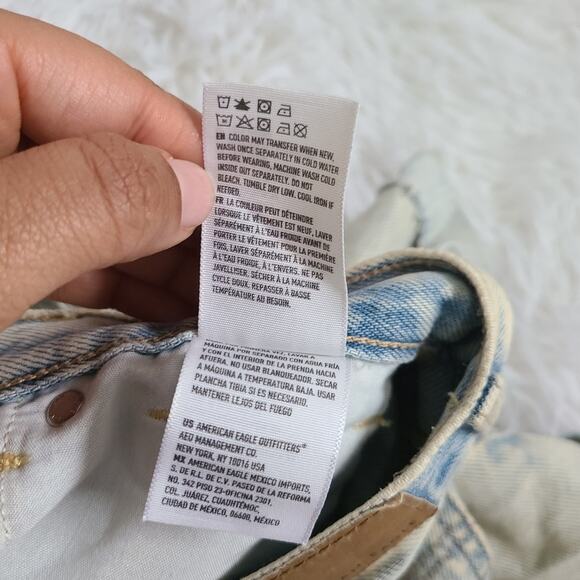 EN COLOR MAY TRANSFER WHEN NEW,
WASH ONCE SEPARATELY IN COLD WATER
BEFORE WEARING, MACHINE WASH COLD
INSIDE OUT SEPARATELY. DO NOT
BLEACH. TUMBLE DRY LOW. COOL IRON IF
NEEDED.
FR LA COULEUR PEUT DÉTEINDRE
LORSQUE LE VÊTEMENT EST NEUF, LAVER
SÉPARÉMENT À L'EAU FROIDE AVANT DE
PORTER LE VÊTEMENT POUR LA PREMIÈRE
FOIS, LAVER SÉPARÉMENT À LA MACHINE
À L'EAU FROIDE, À L'ENVERS. NE PAS
JAVELLISER. SÉCHER À LA MACHINE
CYCLE DOUX. REPASSER À BASSE
TEMPÉRATURE AU BESOIN.
PRIMERA VEZ, LAVAR A
MÁQUINA POR SEPARADO CON AGUA FRÍA
Y CON EL INTERIOR DE LA PRENDA HACIA
AFUERA. NO USAR BLANQUEADOR. SECAR
A MÁQUINA A TEMPERATURA BAJA. USAR
PLANCHA TIBIA SI ES NECESARIO.
MANTENER LEJOS DEL FUEGO
US AMERICAN EAGLE OUTFITTERS®
AEO MANAGEMENT CO.
NEW YORK, NY 10016 USA
MX AMERICAN EAGLE MEXICO IMPORTS,
S. DE R.L. DE C.V. PASEO DE LA REFORMA
NO. 342 PISO 23-OFICINA 2301,
COL. JUÁREZ, CUAUHTÉMOC,
CIUDAD DE MÉXICO, 06600, MÉXICO